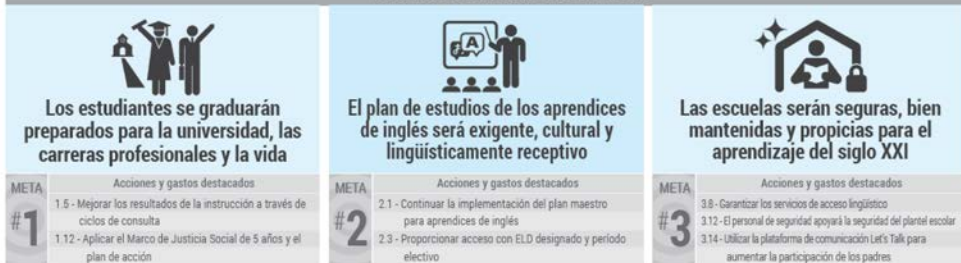 Los estudiantes se graduarán
preparados para la universidad, las
carreras profesionales y la vida
META
#1
Acciones y gastos destacados
1.5 - Mejorar los resultados de la instrucción a través de
ciclos de consulta
1.12 - Aplicar el Marco de Justicia Social de 5 años y el
plan de acción
A
El plan de estudios de los aprendices
de inglés será exigente, cultural y
lingüísticamente receptivo
META
#2
Acciones y gastos destacados
2.1 - Continuar la implementación del plan maestro
para aprendices de inglés
2.3 - Proporcionar acceso con ELD designado y período
electivo
Las escuelas serán seguras, bien
mantenidas y propicias para el
aprendizaje del siglo XXI
META
#3
Acciones y gastos destacados
3.8 - Garantizar los servicios de acceso lingüístico
3.12 - El personal de seguridad apoyará la seguridad del plantel escolar
3.14 - Utilizar la plataforma de comunicación Let's Talk para
aumentar la participación de los padres